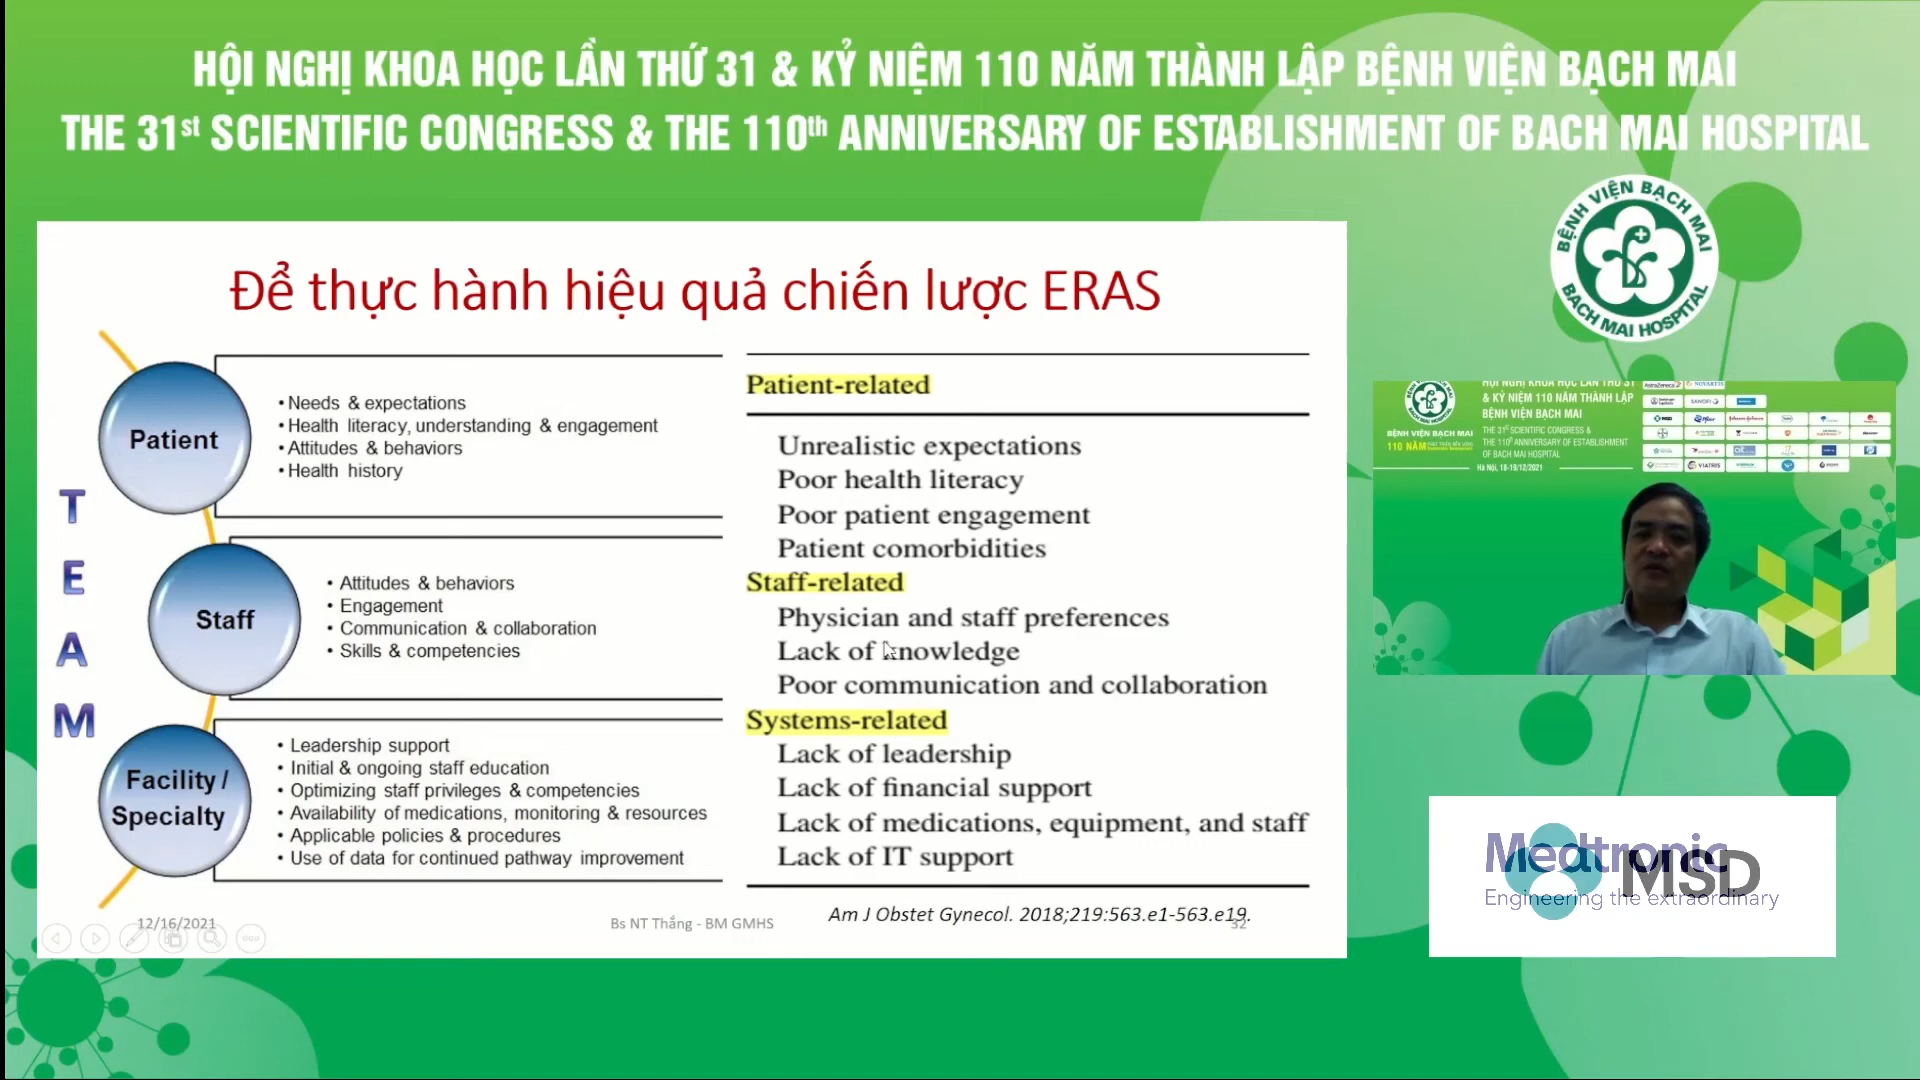 HỘI NGHỊ KHOA HỌC LẦN THỨ 31 & KỶ NIỆM 110 NĂM THÀNH LẬP BỆNH VIỆN BẠCH MAI
THE 31st SCIENTIFIC CONGRESS & THE 110th ANNIVERSARY OF ESTABLISHMENT OF BACH MAI HOSPITAL
BỆNH VIỆN BẠCH MAI
BACH MAI HOSPITAL
Để thực hành hiệu quả chiến lược ERAS
TEAM
Patient
• Needs & expectations
• Health literacy, understanding & engagement
• Attitudes & behaviors
• Health history
Staff
• Attitudes & behaviors
• Engagement
• Communication & collaboration
• Skills & competencies
Facility /
Specialty
• Leadership support
• Initial & ongoing staff education
• Optimizing staff privileges & competencies
• Availability of medications, monitoring & resources
• Applicable policies & procedures
• Use of data for continued pathway improvement
Patient-related
Unrealistic expectations
Poor health literacy
Poor patient engagement
Patient comorbidities
Staff-related
Physician and staff preferences
Lack of knowledge
Poor communication and collaboration
Systems-related
Lack of leadership
Lack of financial support
Lack of medications, equipment, and staff
Lack of IT support
12/16/2021
Bs NT Thắng - BM GMHS
Am J Obstet Gynecol. 2018;219:563.e1-563.e19.
32
BỆNH VIỆN BẠCH MAI
110 NĂM
HỘI NGHỊ KHOA HỌC LẦN THỨ 31
& KỶ NIỆM 110 NĂM THÀNH LẬP
BỆNH VIỆN BẠCH MAI
THE 31st SCIENTIFIC CONGRESS &
THE 110th ANNIVERSARY OF ESTABLISHMENT
OF BACH MAI HOSPITAL
Hà Nội, 18-19/12/2021
AstraZeneca
NOVARTIS
SANOFI
MSD
Pfizer
VIATRIS
Medtronic
Engineering the extraordinary
MSD